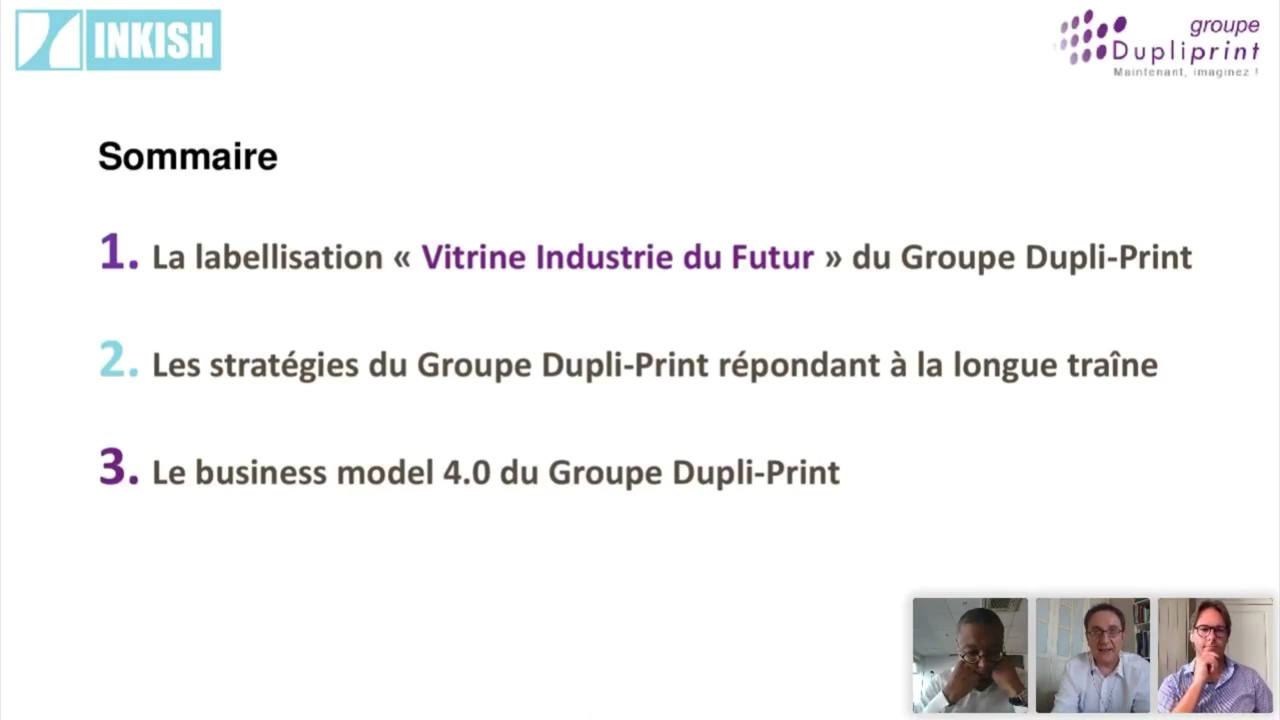 INKISH
groupe
Dupliprint
Maintenant, imaginez !
Sommaire
1. La labellisation « Vitrine Industrie du Futur » du Groupe Dupli-Print
2. Les stratégies du Groupe Dupli-Print répondant à la longue traîne
3. Le business model 4.0 du Groupe Dupli-Print